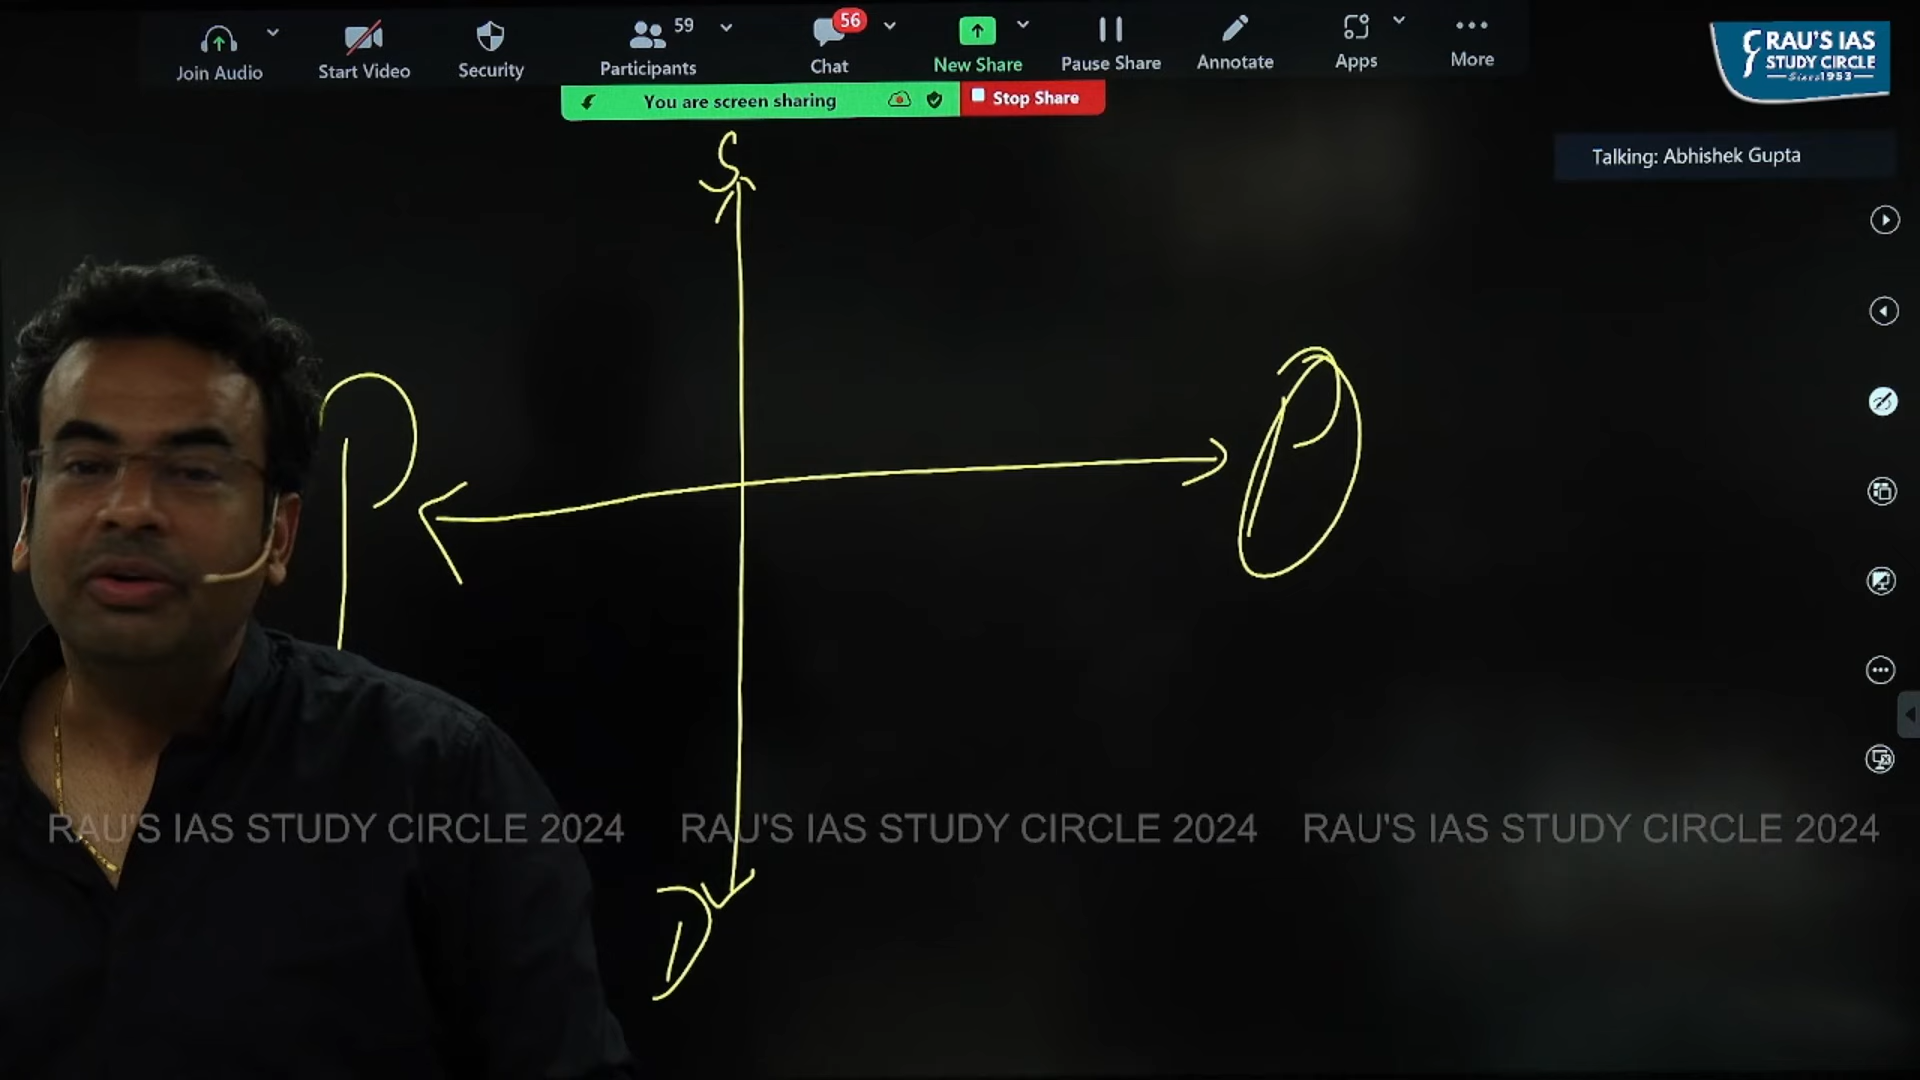 Join Audio
Start Video
Security
Participants 59
Chat 56
New Share
Pause Share
Annotate
Apps
More
You are screen sharing
Stop Share
RAU'S IAS
STUDY CIRCLE
Since 1953
Talking: Abhishek Gupta
S
P
P
D
RAU'S IAS STUDY CIRCLE 2024 RAU'S IAS STUDY CIRCLE 2024 RAU'S IAS STUDY CIRCLE 2024